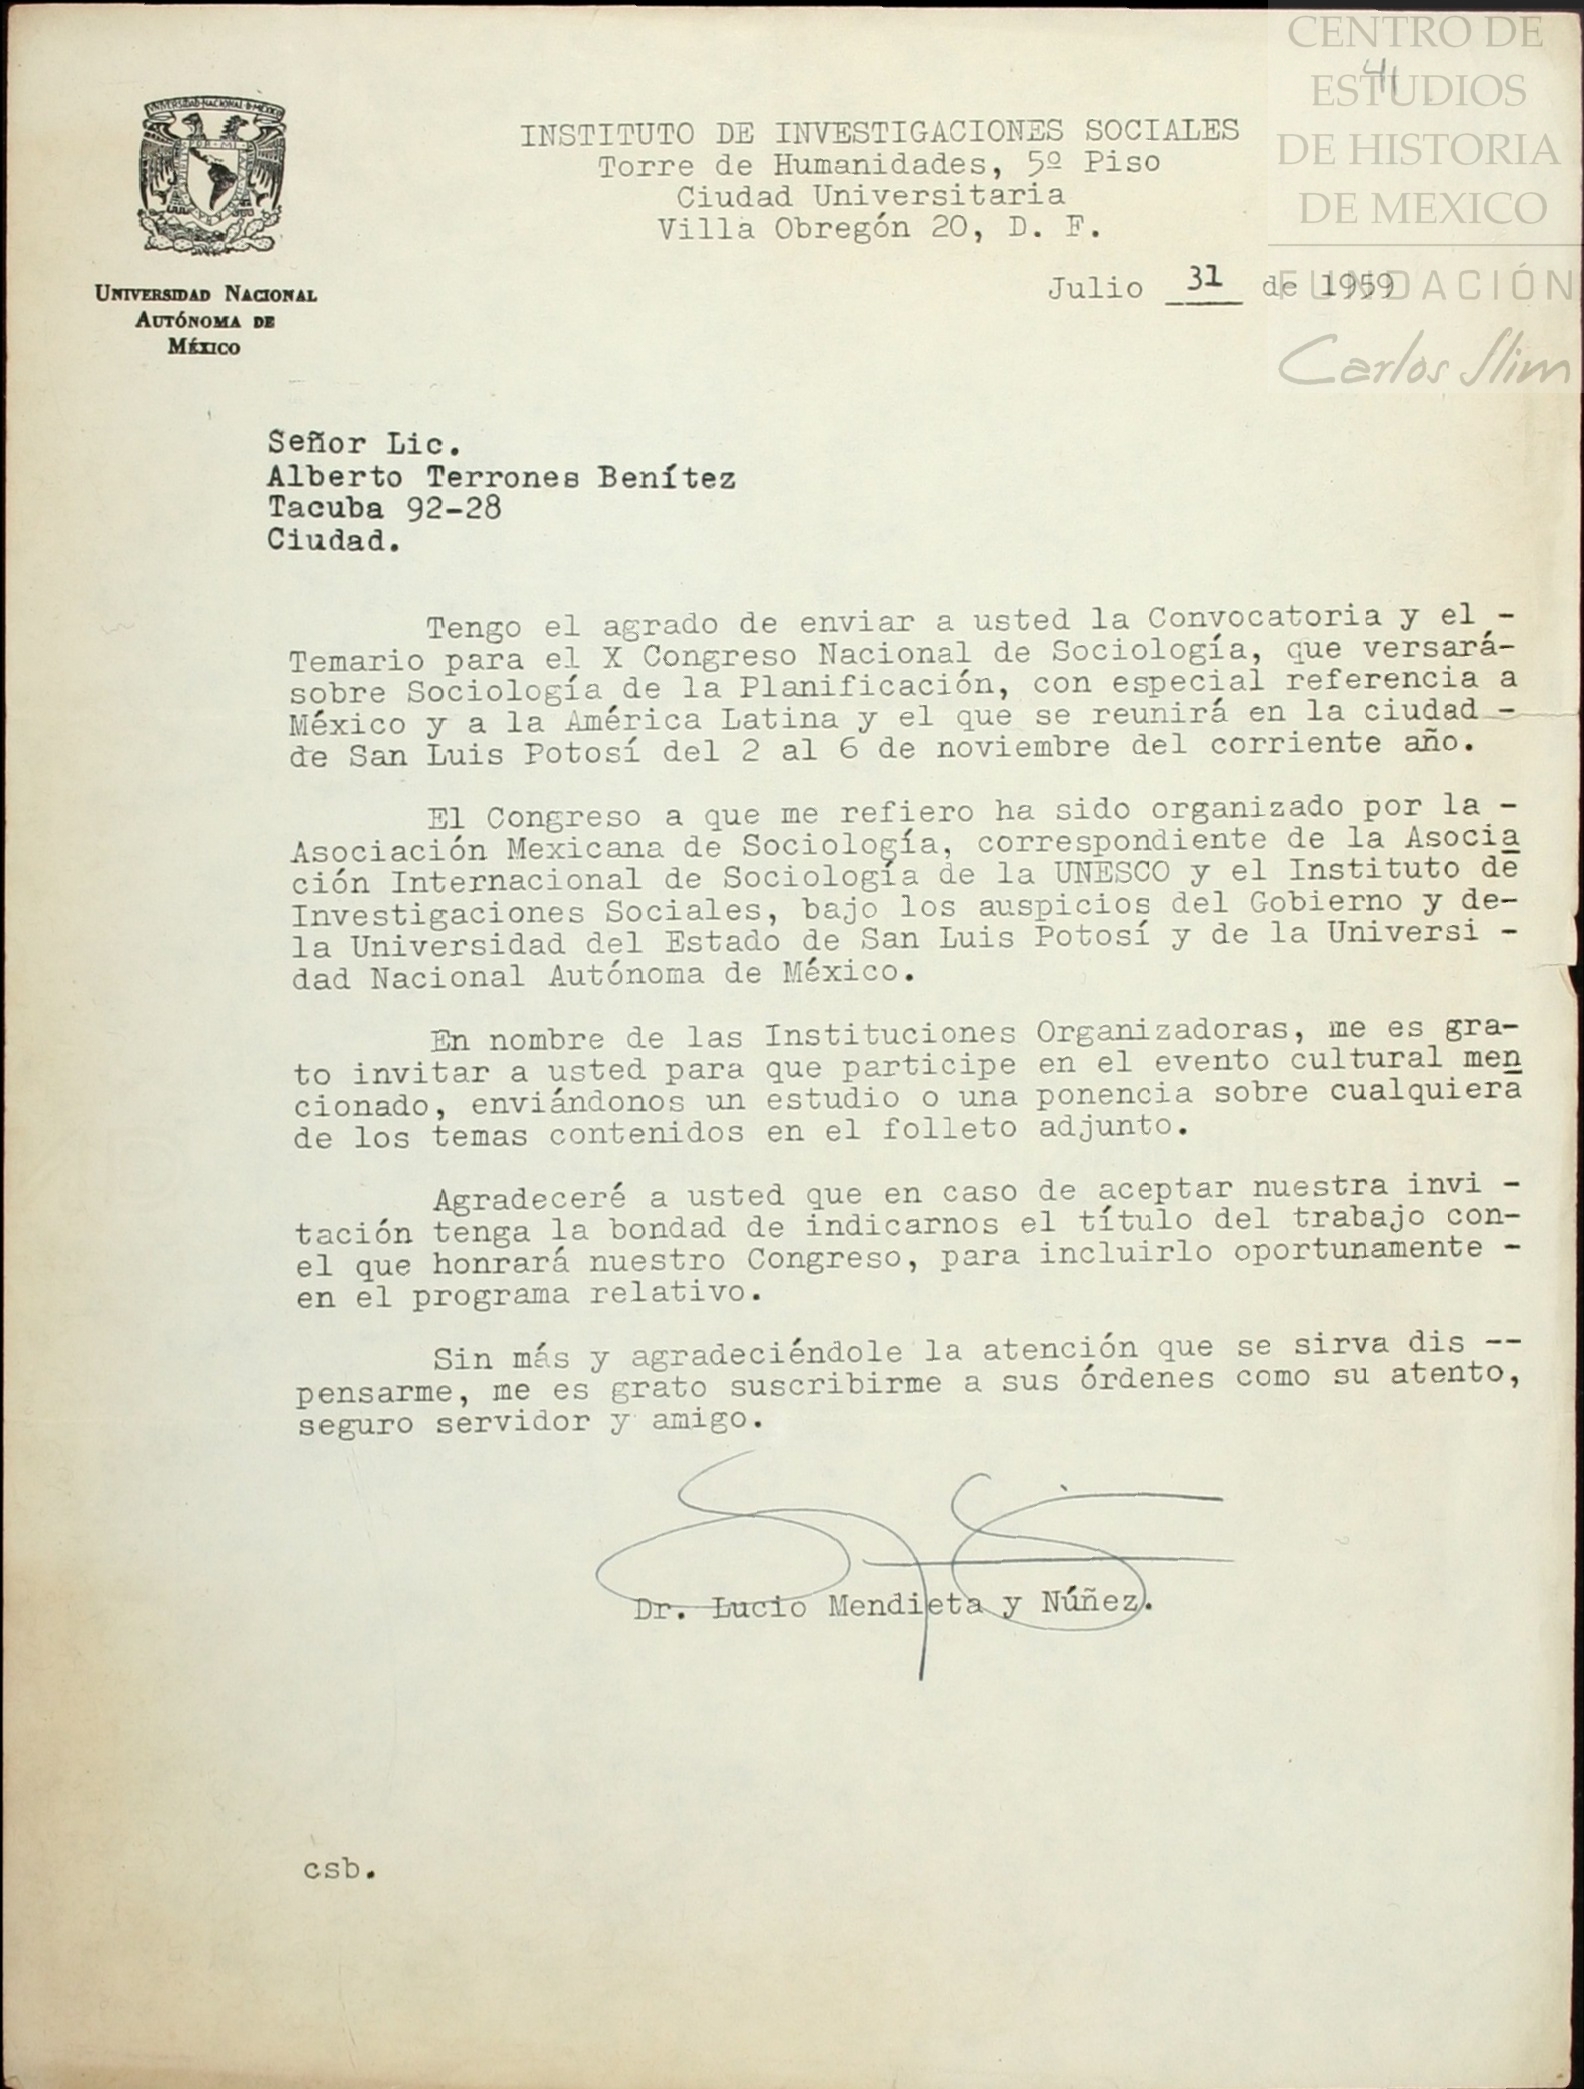 CENTRO DE
ESTUDIOS
DE HISTORIA
DE MEXICO
FUNDACIÓN
Carlos Slim
41
UNIVERSIDAD NACIONAL
AUTÓNOMA DE
MÉXICO
INSTITUTO DE INVESTIGACIONES SOCIALES
Torre de Humanidades, 5º Piso
Ciudad Universitaria
Villa Obregón 20, D. F.
Julio 31 de 1959
Señor Lic.
Alberto Terrones Benítez
Tacuba 92-28
Ciudad.
Tengo el agrado de enviar a usted la Convocatoria y el -
Temario para el X Congreso Nacional de Sociología, que versará-
sobre Sociología de la Planificación, con especial referencia a
México y a la América Latina y el que se reunirá en la ciudad -
de San Luis Potosí del 2 al 6 de noviembre del corriente año.
El Congreso a que me refiero ha sido organizado por la -
Asociación Mexicana de Sociología, correspondiente de la Asocia
ción Internacional de Sociología de la UNESCO y el Instituto de
Investigaciones Sociales, bajo los auspicios del Gobierno y de-
la Universidad del Estado de San Luis Potosí y de la Universi -
dad Nacional Autónoma de México.
En nombre de las Instituciones Organizadoras, me es gra-
to invitar a usted para que participe en el evento cultural men
cionado, enviándonos un estudio o una ponencia sobre cualquiera
de los temas contenidos en el folleto adjunto.
Agradeceré a usted que en caso de aceptar nuestra invi -
tación tenga la bondad de indicarnos el título del trabajo con-
el que honrará nuestro Congreso, para incluirlo oportunamente -
en el programa relativo.
Sin más y agradeciéndole la atención que se sirva dis --
pensarme, me es grato suscribirme a sus órdenes como su atento,
seguro servidor y amigo.
Dr. Lucio Mendieta y Núñez.
csb.